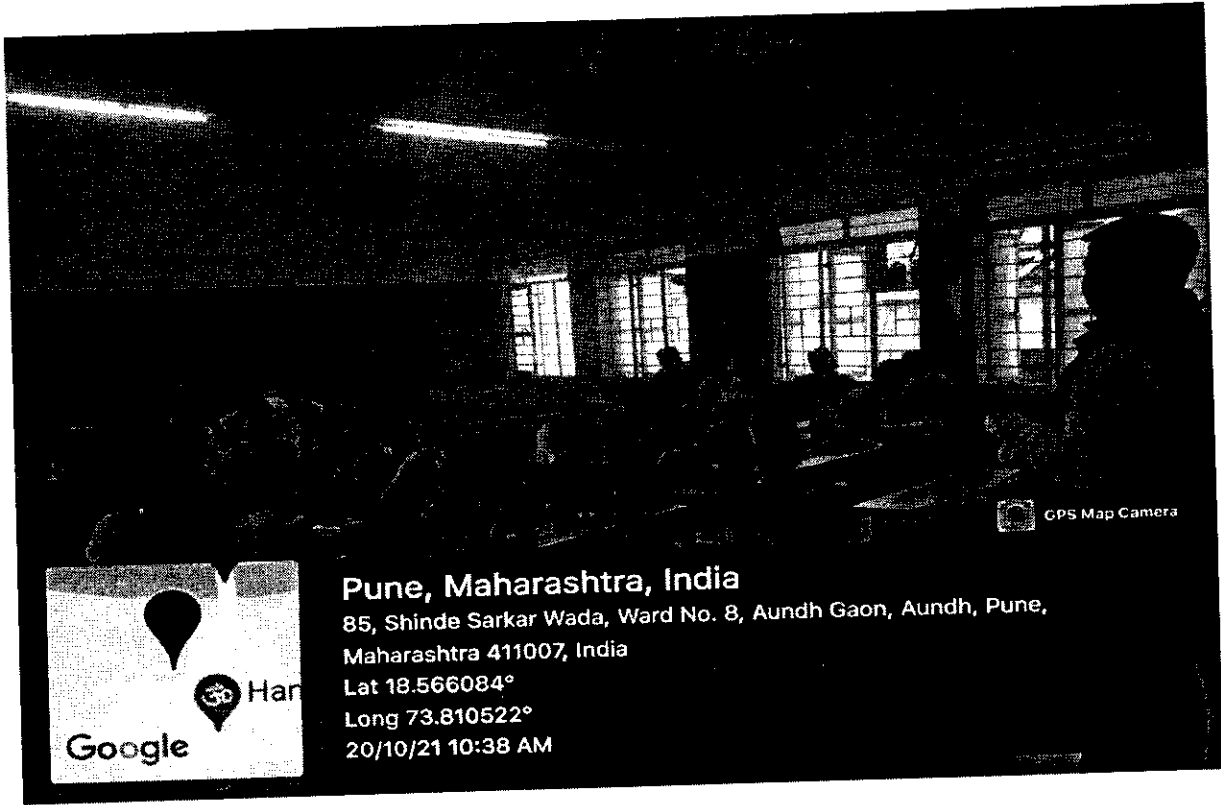 GPS Map Camera
Pune, Maharashtra, India
85, Shinde Sarkar Wada, Ward No. 8, Aundh Gaon, Aundh, Pune,
Maharashtra 411007, India
Lat 18.566084°
Long 73.810522°
20/10/21 10:38 AM
ॐ Har
Google